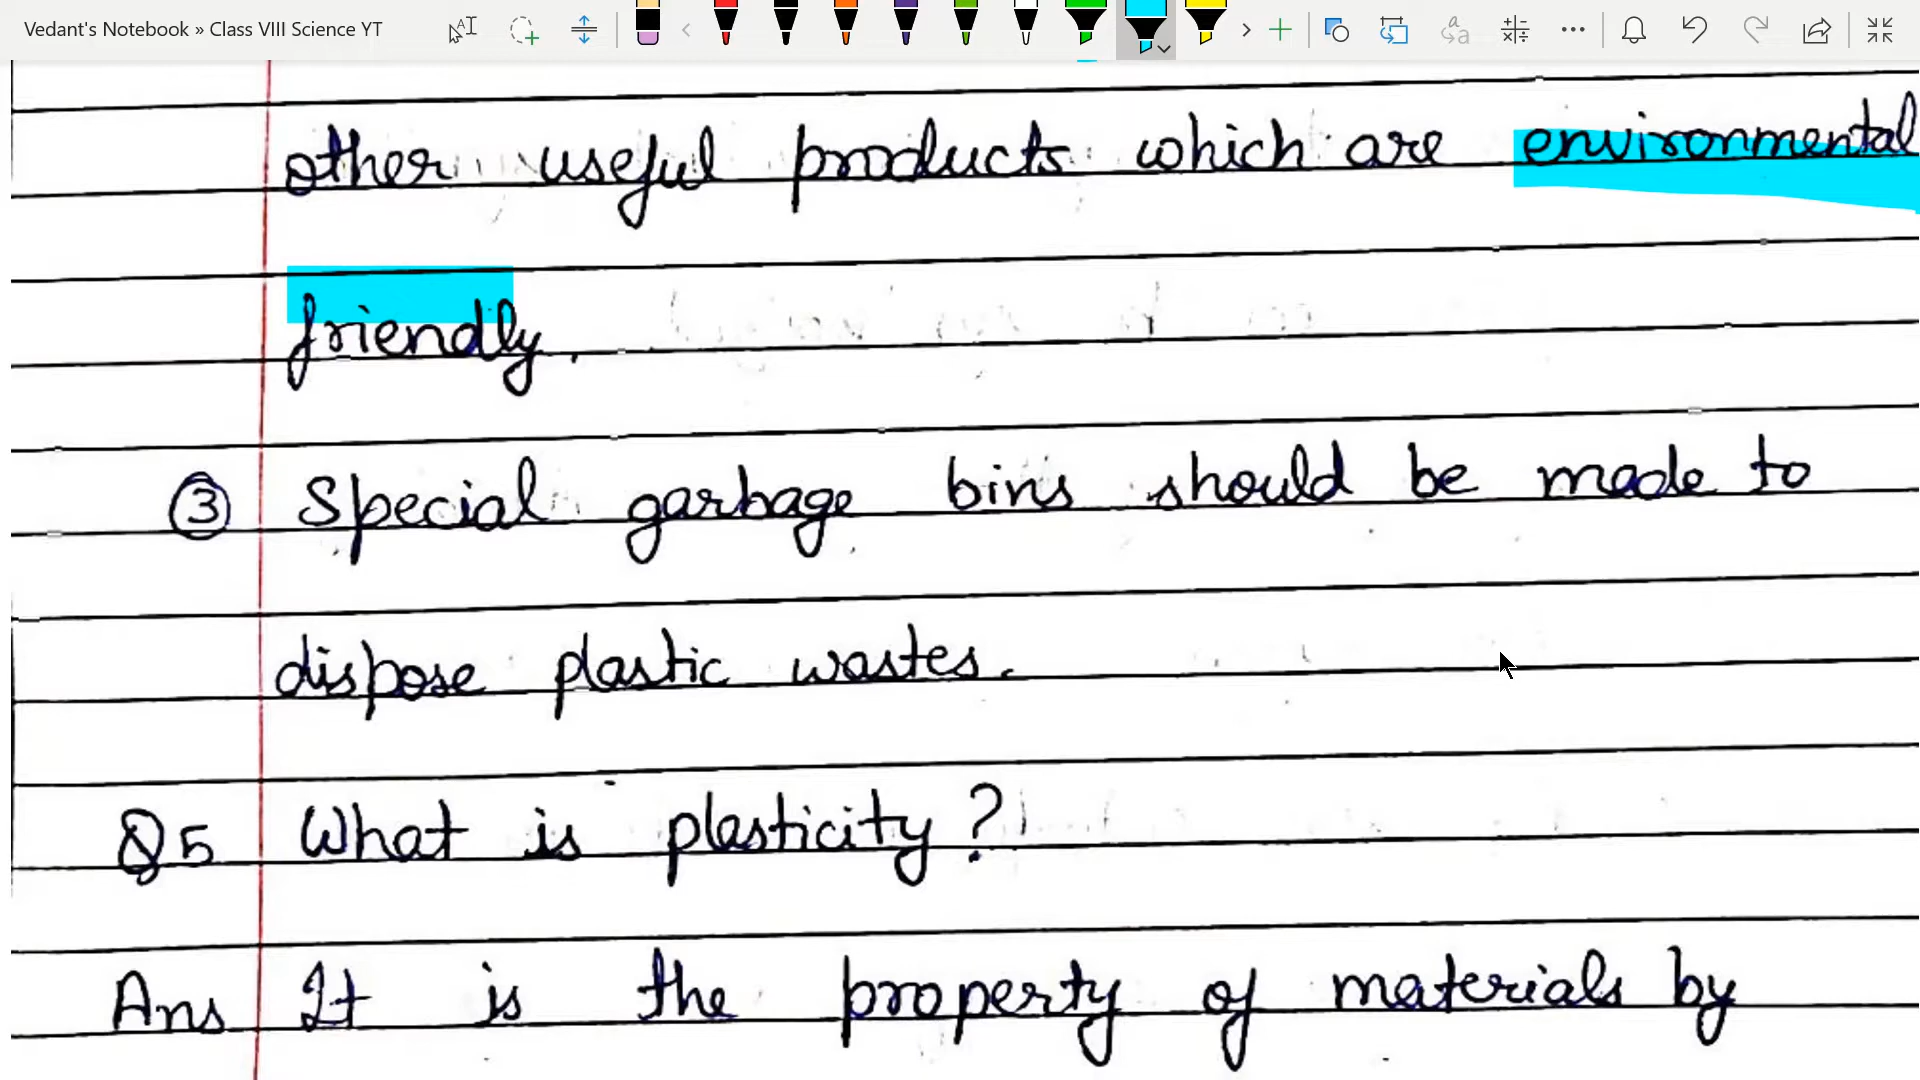 Vedant's Notebook » Class VIII Science YT
other useful products which are environmental
friendly.
③ Special garbage bins should be made to
dispose plastic wastes.
Q5 What is plasticity?
Ans It is the property of materials by